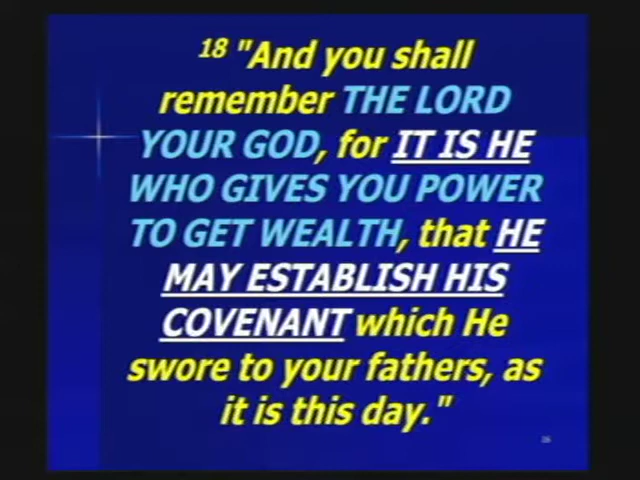 18 "And you shall
remember THE LORD
YOUR GOD, for IT IS HE
WHO GIVES YOU POWER
TO GET WEALTH, that HE
MAY ESTABLISH HIS
COVENANT which He
swore to your fathers, as
it is this day."